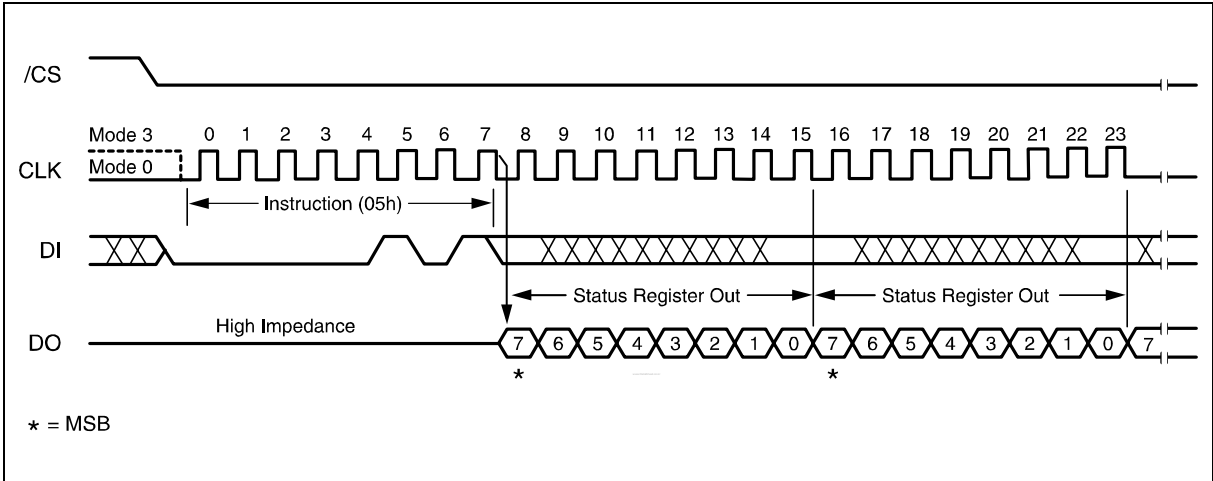 /CS
Mode 3 0 1 2 3 4 5 6 7 8 9 10 11 12 13 14 15 16 17 18 19 20 21 22 23
CLK Mode 0
Instruction (05h)
DI
Status Register Out Status Register Out
High Impedance
DO 7 6 5 4 3 2 1 0 7 6 5 4 3 2 1 0 7
* *
* = MSB